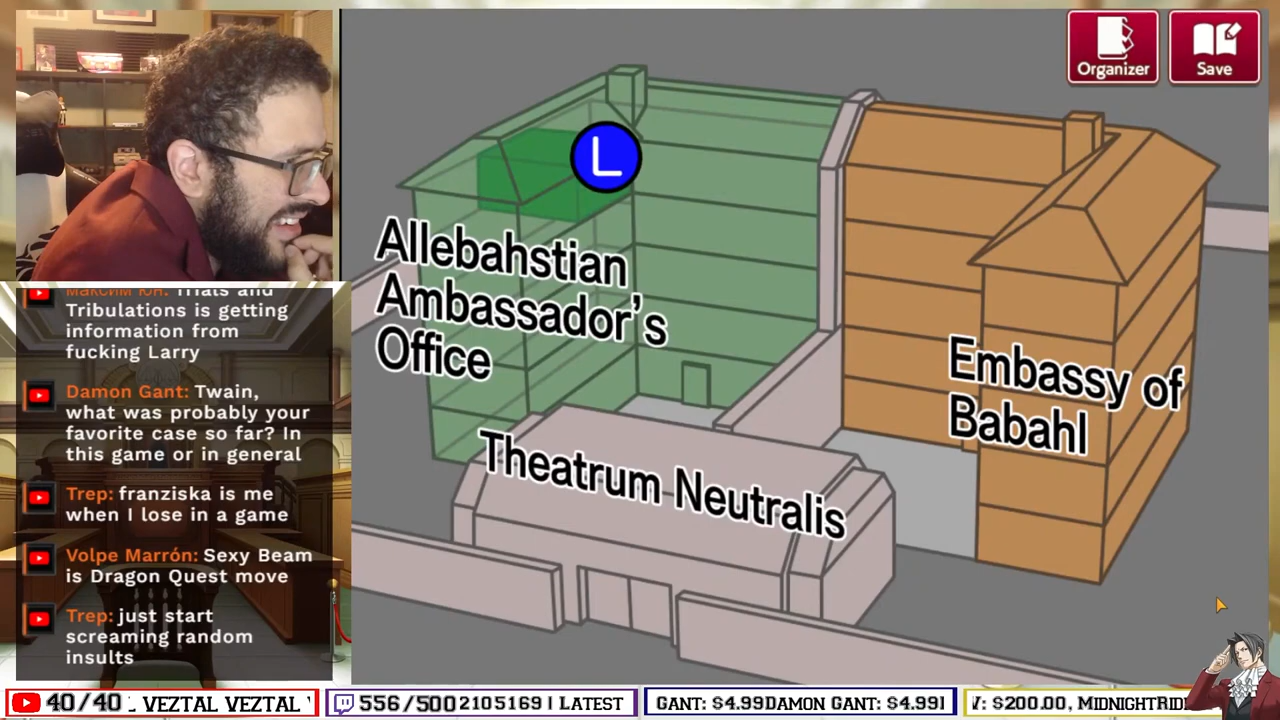 Organizer
Save
L
Allebahstian
Ambassador's
Office
Embassy of
Babahl
Theatrum Neutralis
Максим Юн: Trials and
Tribulations is getting
information from
fucking Larry
Damon Gant: Twain,
what was probably your
favorite case so far? In
this game or in general
Trep: franziska is me
when I lose in a game
Volpe Marrón: Sexy Beam
is Dragon Quest move
Trep: just start
screaming random
insults
40/40 VEZTAL VEZTAL
556/500 2105169 | LATEST
GANT: $4.99 DAMON GANT: $4.99
: $200.00, MIDNIGHTRID